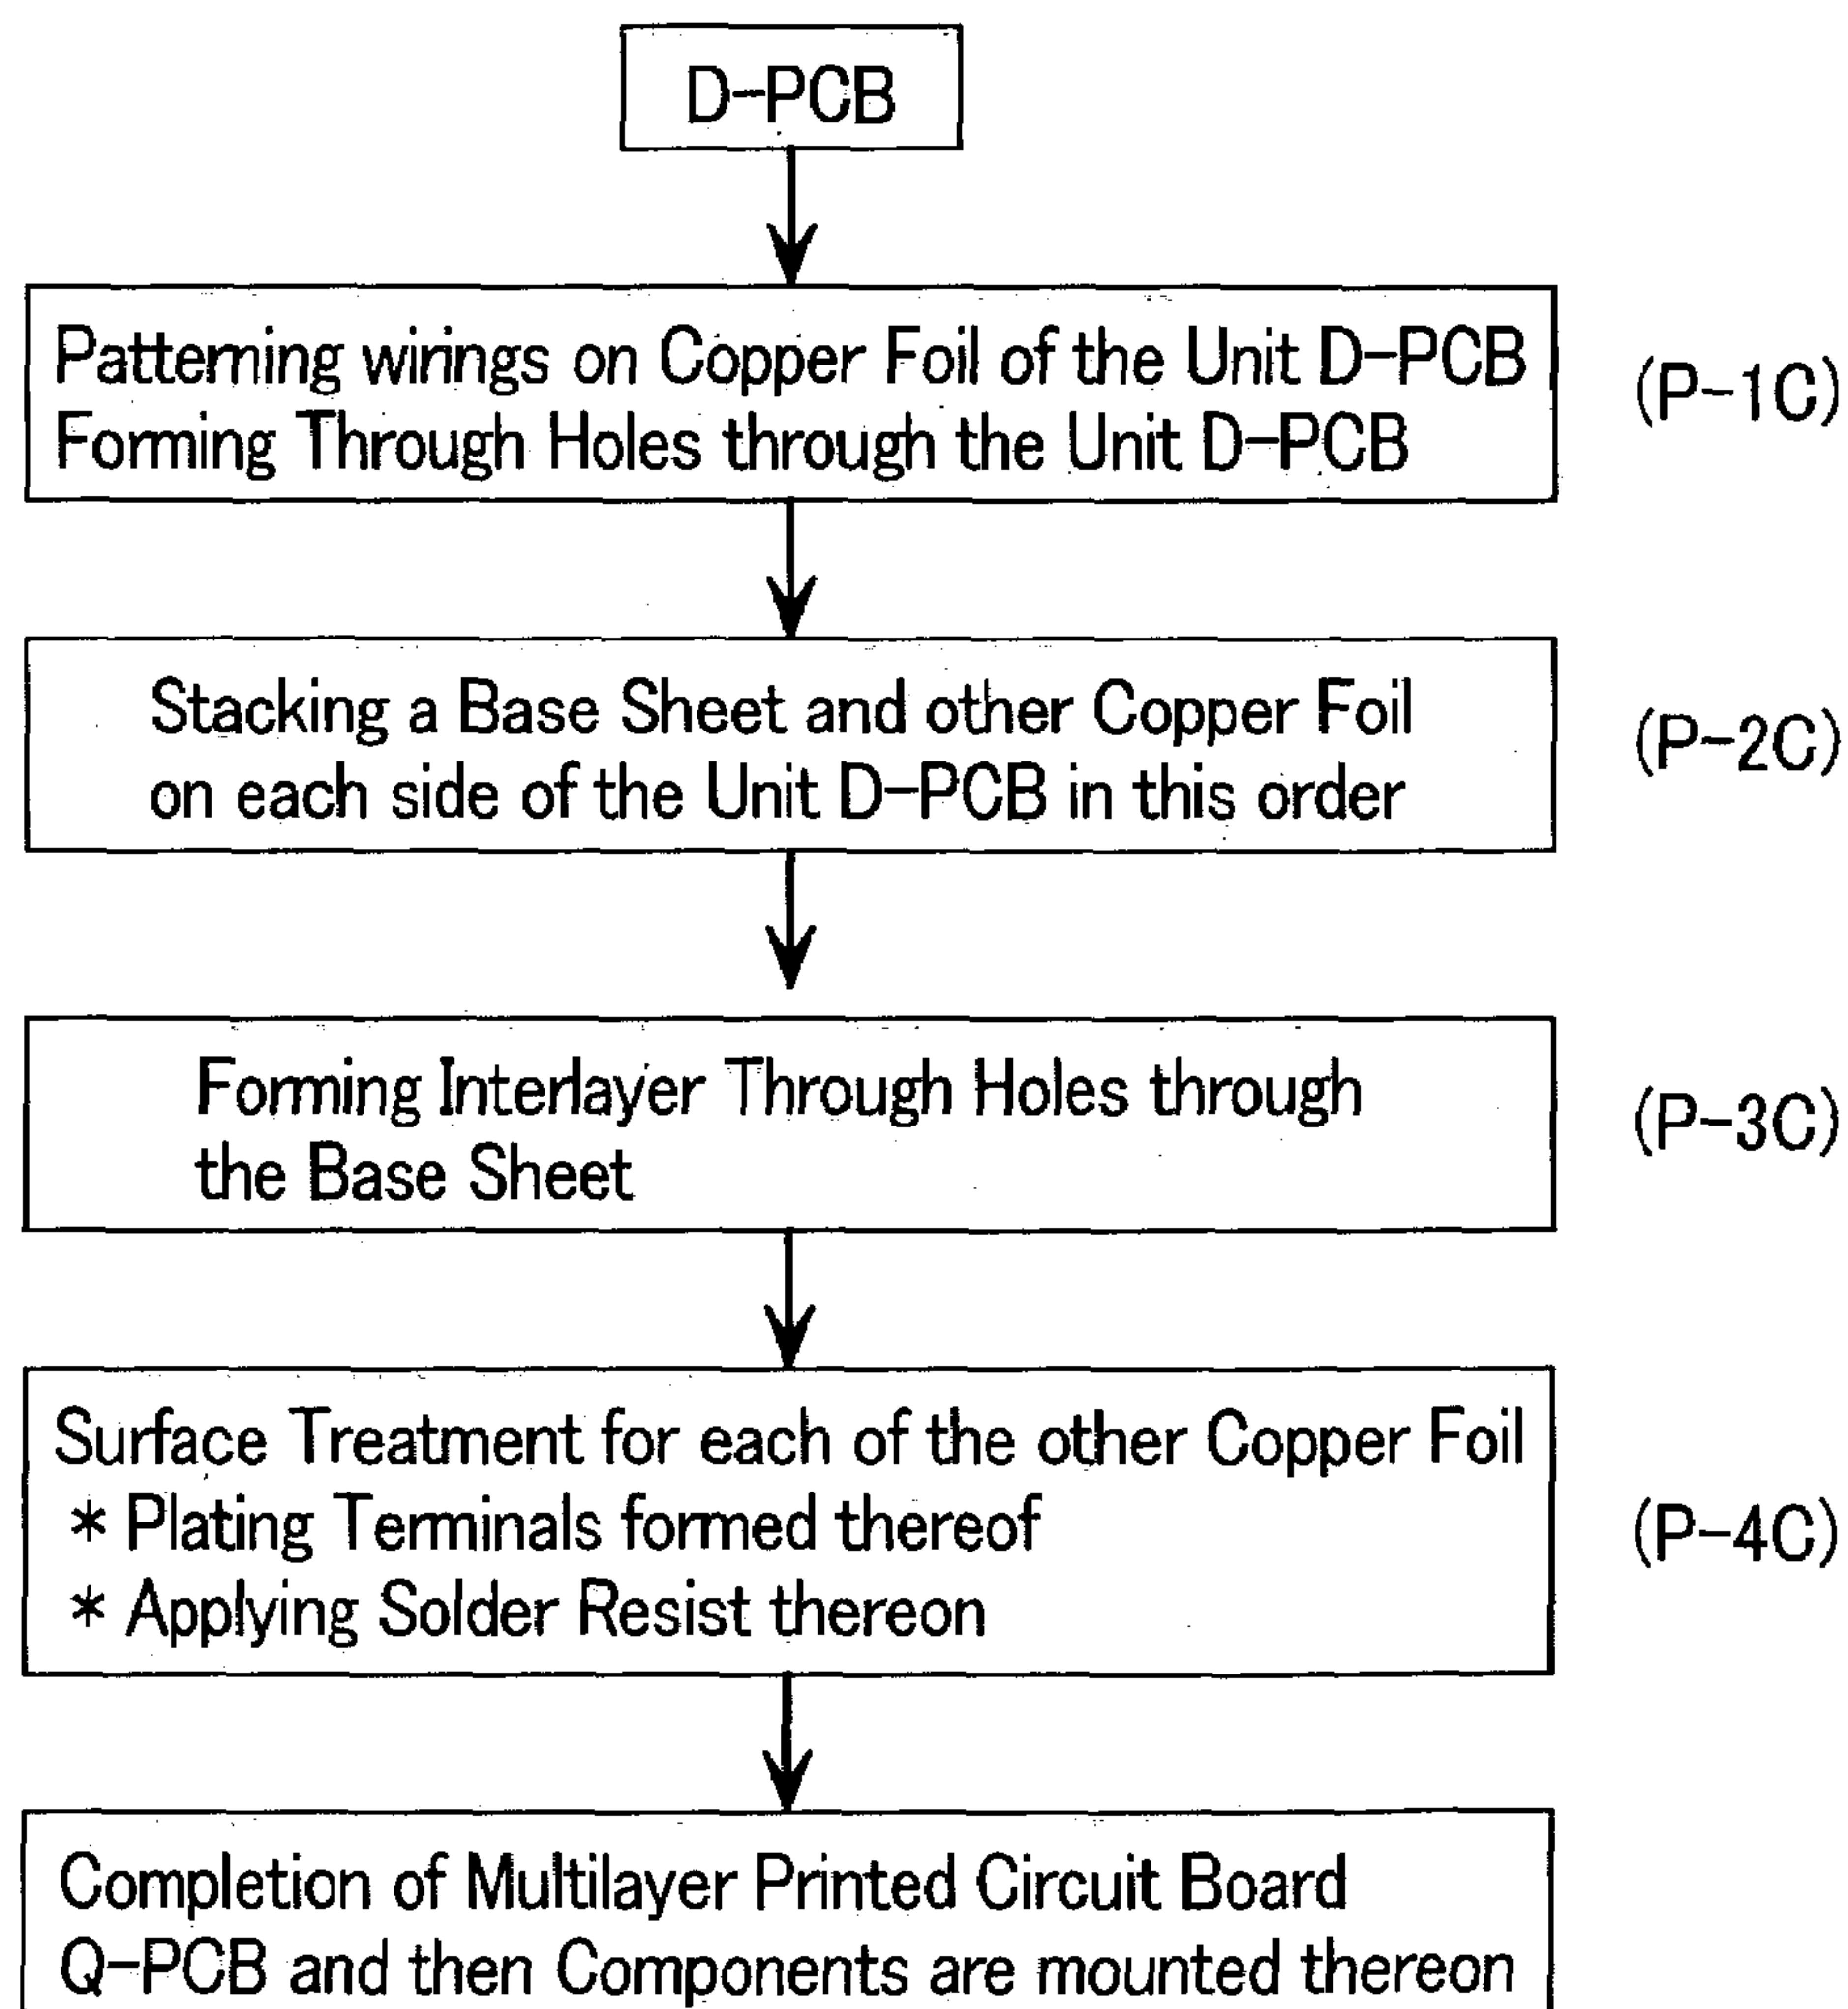 D-PCB
Patterning wirings on Copper Foil of the Unit D-PCB
Forming Through Holes through the Unit D-PCB
(P-1C)
Stacking a Base Sheet and other Copper Foil
on each side of the Unit D-PCB in this order
(P-2C)
Forming Interlayer Through Holes through
the Base Sheet
(P-3C)
Surface Treatment for each of the other Copper Foil
* Plating Terminals formed thereof
* Applying Solder Resist thereon
(P-4C)
Completion of Multilayer Printed Circuit Board
Q-PCB and then Components are mounted thereon